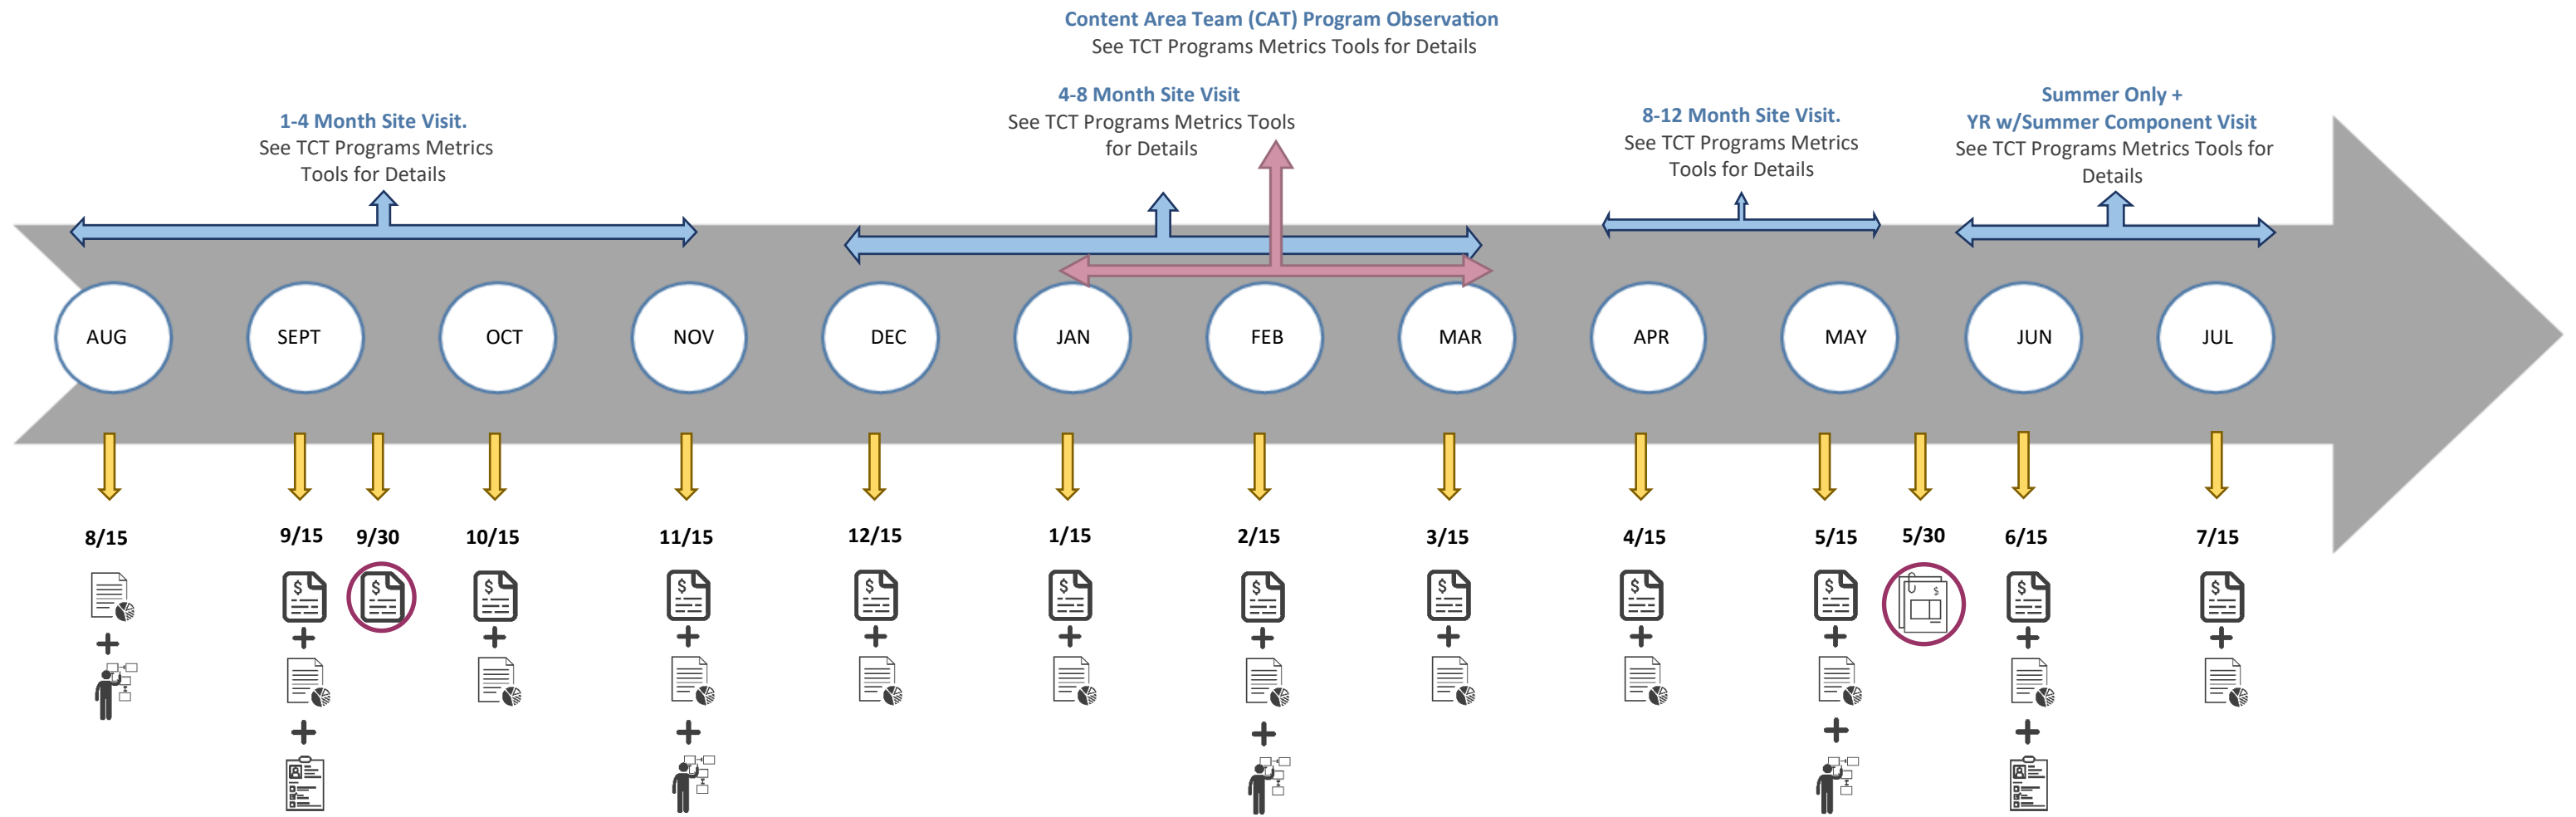 Content Area Team (CAT) Program Observation
See TCT Programs Metrics Tools for Details
1-4 Month Site Visit.
See TCT Programs Metrics
Tools for Details
4-8 Month Site Visit
See TCT Programs Metrics Tools
for Details
8-12 Month Site Visit.
See TCT Programs Metrics
Tools for Details
Summer Only +
YR w/Summer Component Visit
See TCT Programs Metrics Tools for
Details
AUG
SEPT
OCT
NOV
DEC
JAN
FEB
MAR
APR
MAY
JUN
JUL
8/15
9/15
9/30
10/15
11/15
12/15
1/15
2/15
3/15
4/15
5/15
5/30
6/15
7/15